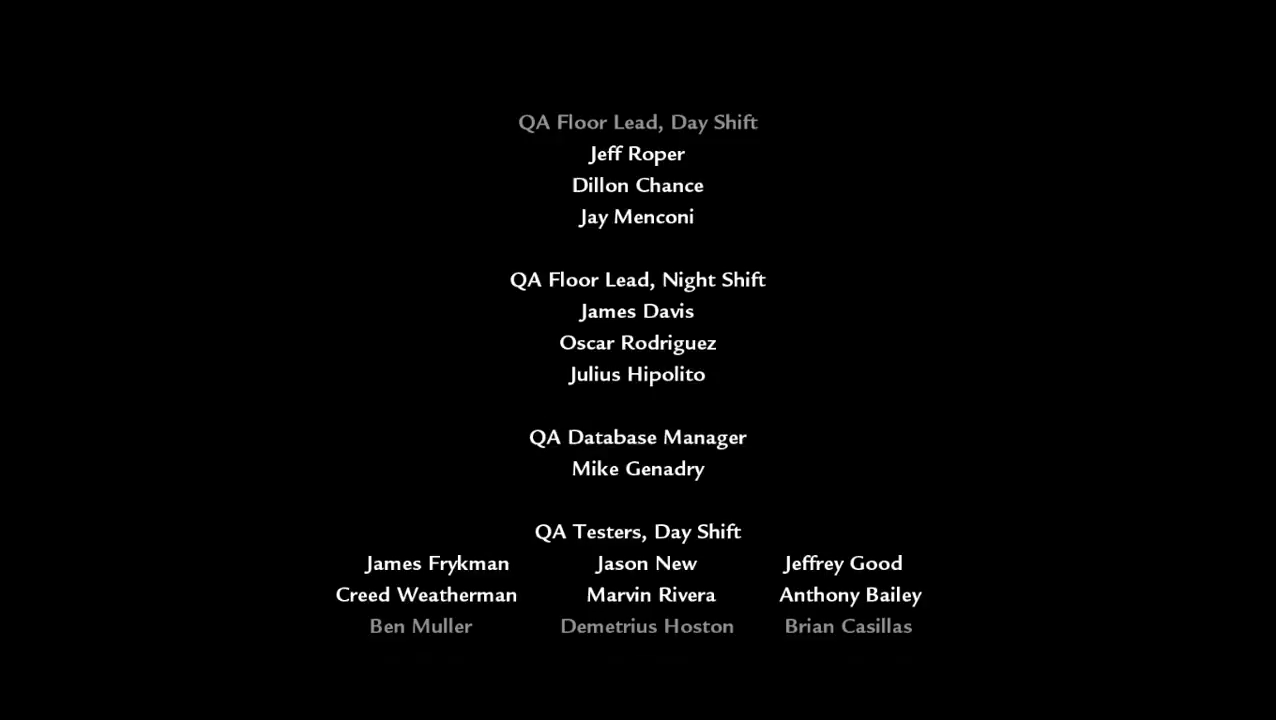 QA Floor Lead, Day Shift
Jeff Roper
Dillon Chance
Jay Menconi
QA Floor Lead, Night Shift
James Davis
Oscar Rodriguez
Julius Hipolito
QA Database Manager
Mike Genadry
QA Testers, Day Shift
James Frykman Jason New Jeffrey Good
Creed Weatherman Marvin Rivera Anthony Bailey
Ben Muller Demetrius Hoston Brian Casillas